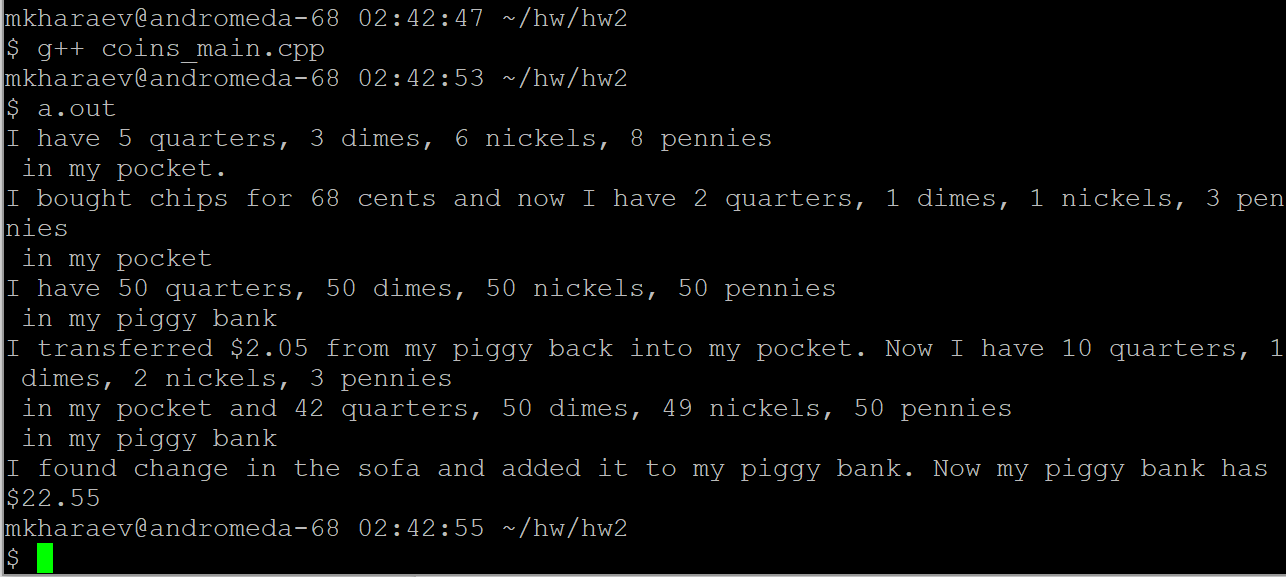 mkharaev@andromeda-68 02:42:47 ~/hw/hw2
$ g++ coins_main.cpp
mkharaev@andromeda-68 02:42:53 ~/hw/hw2
$ a.out
I have 5 quarters, 3 dimes, 6 nickels, 8 pennies
 in my pocket.
I bought chips for 68 cents and now I have 2 quarters, 1 dimes, 1 nickels, 3 pen
nies
 in my pocket
I have 50 quarters, 50 dimes, 50 nickels, 50 pennies
 in my piggy bank
I transferred $2.05 from my piggy back into my pocket. Now I have 10 quarters, 1
 dimes, 2 nickels, 3 pennies
 in my pocket and 42 quarters, 50 dimes, 49 nickels, 50 pennies
 in my piggy bank
I found change in the sofa and added it to my piggy bank. Now my piggy bank has
$22.55
mkharaev@andromeda-68 02:42:55 ~/hw/hw2
$